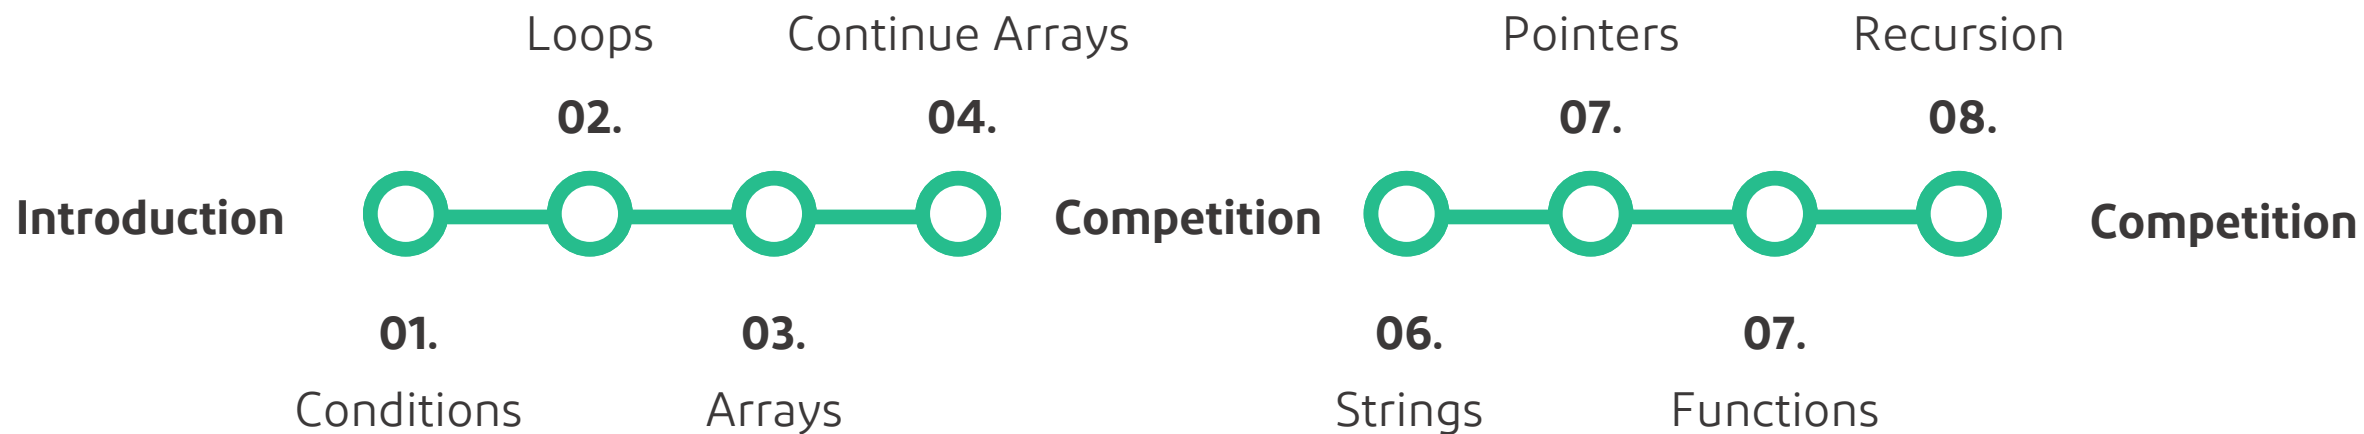 Loops
Continue Arrays
Pointers
Recursion
02.
04.
07.
08.
Introduction
Competition
Competition
01.
03.
06.
07.
Conditions
Arrays
Strings
Functions